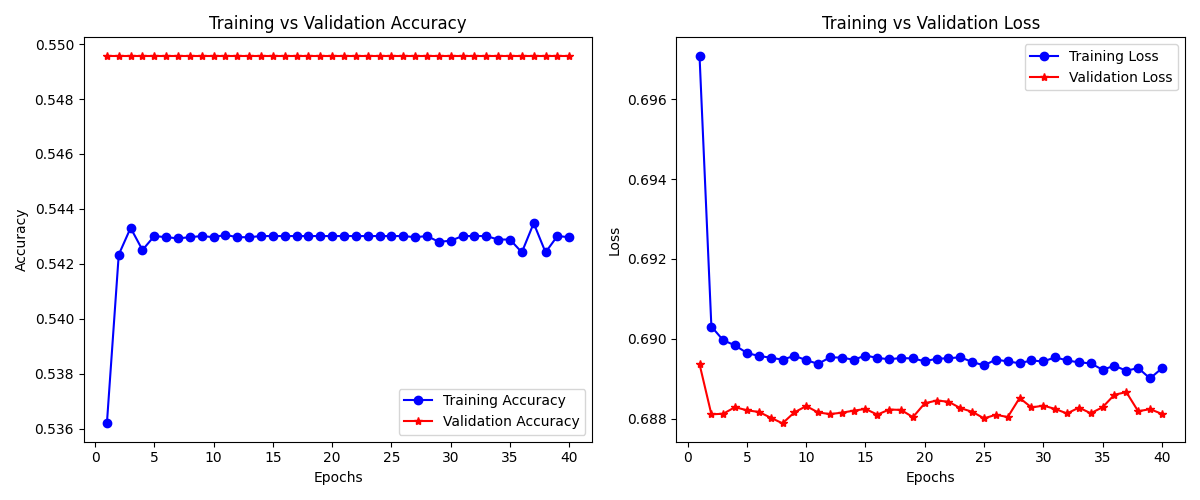 Training vs Validation Accuracy
Accuracy
0.550
0.548
0.546
0.544
0.542
0.540
0.538
0.536
0 5 10 15 20 25 30 35 40
Epochs
Training Accuracy
Validation Accuracy
Training vs Validation Loss
Loss
0.696
0.694
0.692
0.690
0.688
0 5 10 15 20 25 30 35 40
Epochs
Training Loss
Validation Loss